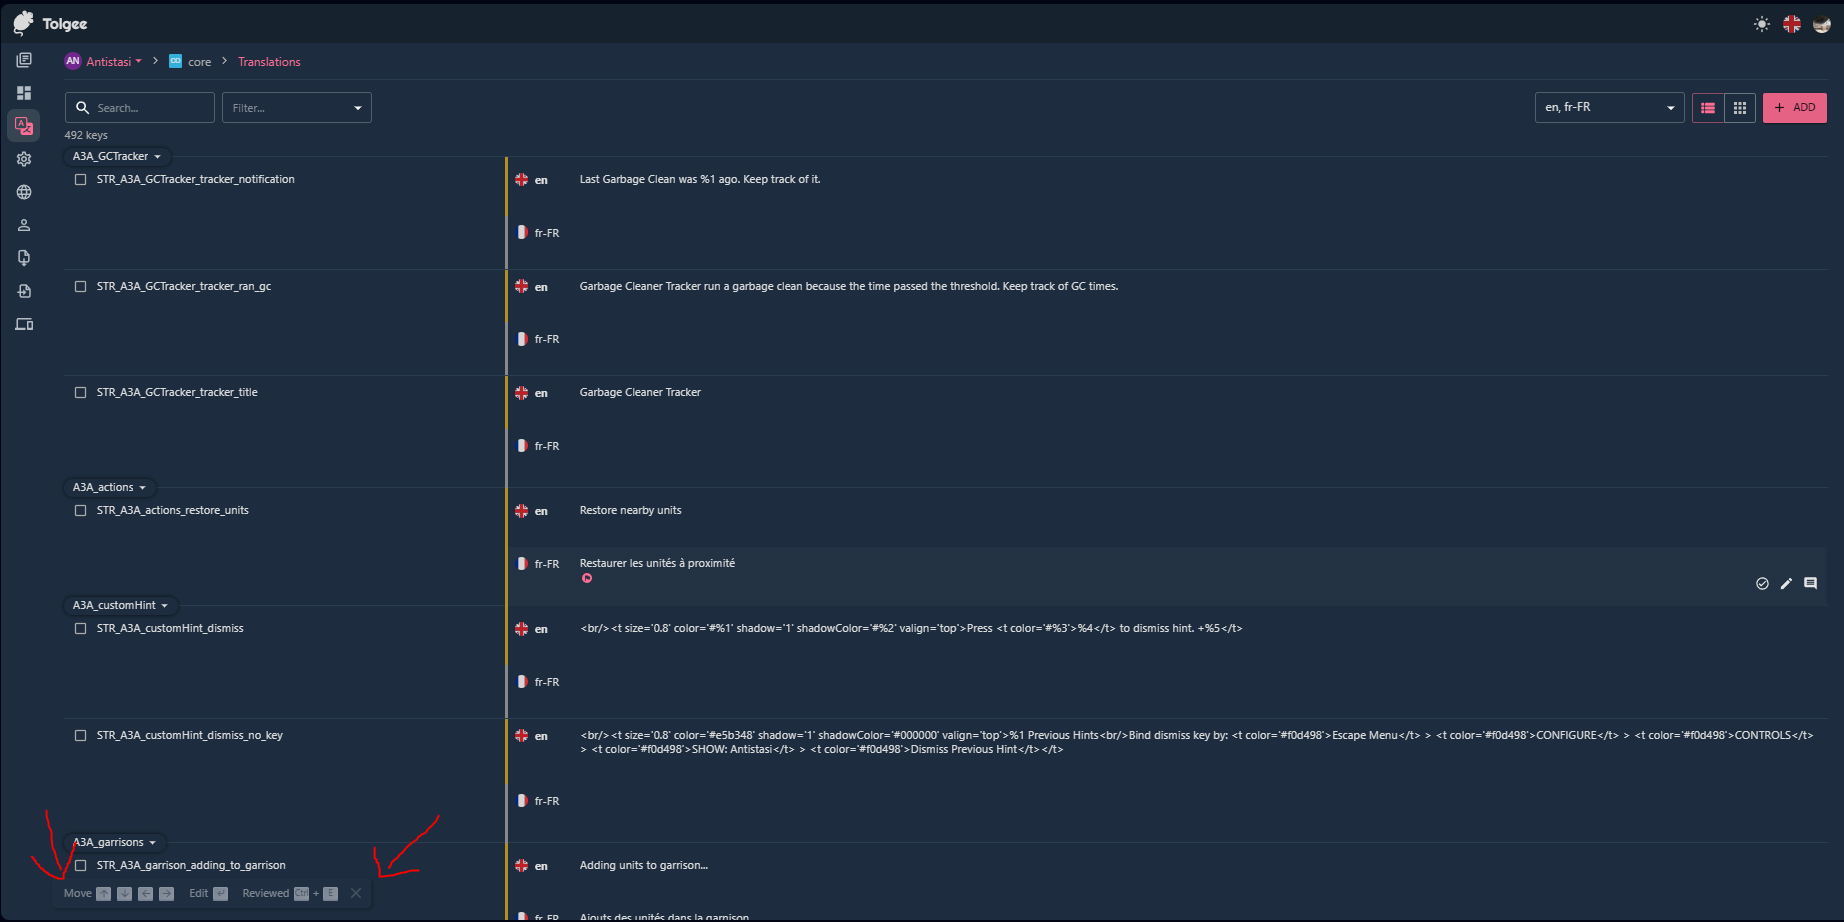 Tolgee
AN Antistasi > CO core > Translations
Search...
Filter...
en, fr-FR
+ ADD
492 keys
A3A_GCTracker
STR_A3A_GCTracker_tracker_notification
en Last Garbage Clean was %1 ago. Keep track of it.
fr-FR
STR_A3A_GCTracker_tracker_ran_gc
en Garbage Cleaner Tracker run a garbage clean because the time passed the threshold. Keep track of GC times.
fr-FR
STR_A3A_GCTracker_tracker_title
en Garbage Cleaner Tracker
fr-FR
A3A_actions
STR_A3A_actions_restore_units
en Restore nearby units
fr-FR Restaurer les unités à proximité
A3A_customHint
STR_A3A_customHint_dismiss
en <br/><t size='0.8' color='#%1' shadow='1' shadowColor='#%2' valign='top'>Press <t color='#%3'>%4</t> to dismiss hint. +%5</t>
fr-FR
STR_A3A_customHint_dismiss_no_key
en <br/><t size='0.8' color='#e5b348' shadow='1' shadowColor='#000000' valign='top'>%1 Previous Hints<br/>Bind dismiss key by: <t color='#f0d498'>Escape Menu</t> > <t color='#f0d498'>CONFIGURE</t> > <t color='#f0d498'>CONTROLS</t>
> <t color='#f0d498'>SHOW: Antistasi</t> > <t color='#f0d498'>Dismiss Previous Hint</t></t>
fr-FR
A3A_garrisons
STR_A3A_garrison_adding_to_garrison
en Adding units to garrison...
Move ↑ ↓ ← → Edit ↵ Reviewed Ctrl + E
fr-FR Ajouts des unités dans la garnison